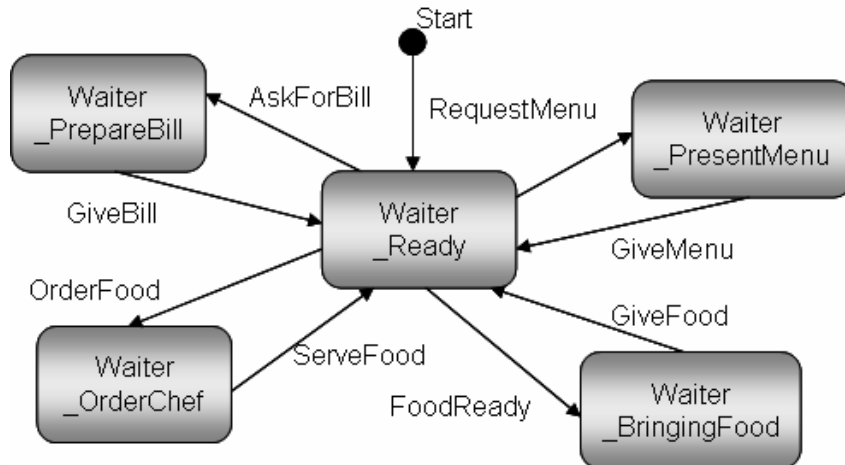 Start
Waiter
_PrepareBill
AskForBill
RequestMenu
Waiter
_PresentMenu
GiveBill
Waiter
_Ready
GiveMenu
OrderFood
GiveFood
Waiter
_OrderChef
ServeFood
FoodReady
Waiter
_BringingFood